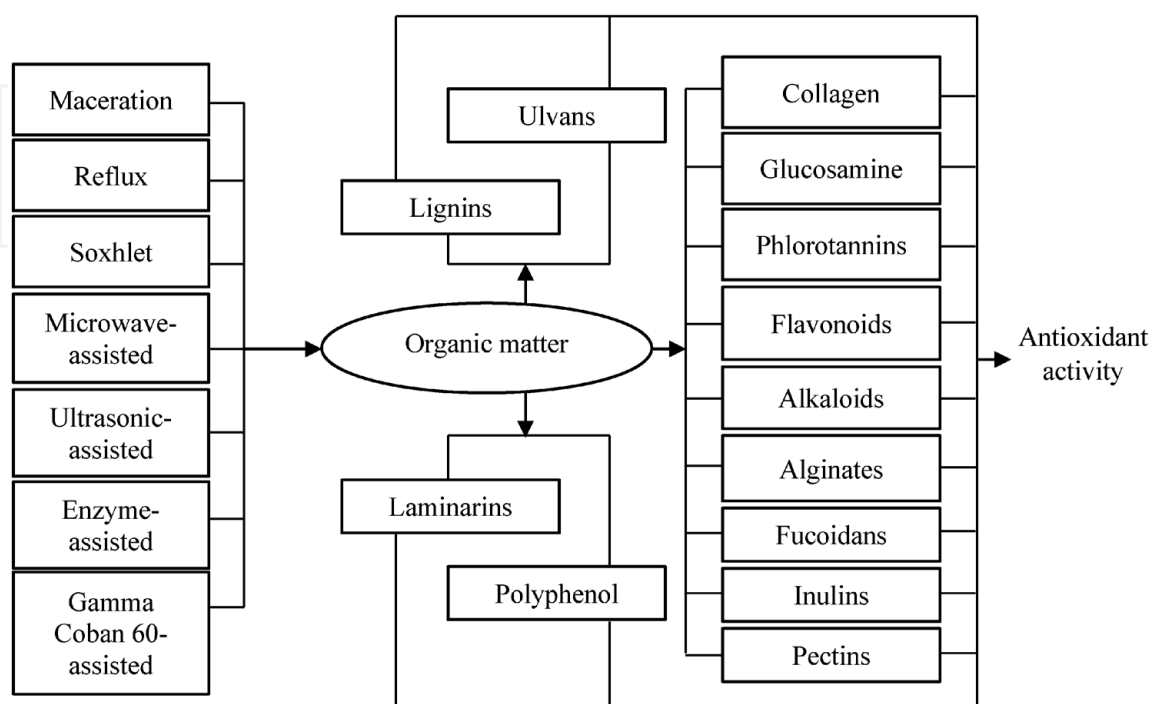 Maceration
Reflux
Soxhlet
Microwave-
assisted
Ultrasonic-
assisted
Enzyme-
assisted
Gamma
Coban 60-
assisted
Ulvans
Lignins
Organic matter
Laminarins
Polyphenol
Collagen
Glucosamine
Phlorotannins
Flavonoids
Alkaloids
Alginates
Fucoidans
Inulins
Pectins
Antioxidant
activity